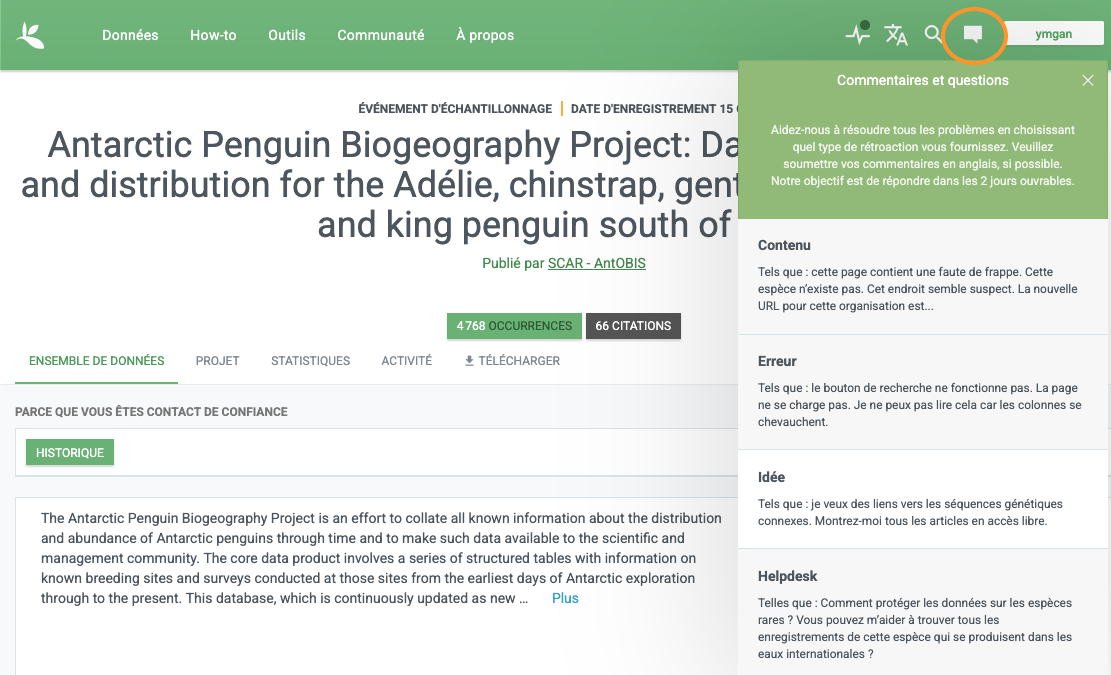 Données How-to Outils Communauté À propos ymgan
ÉVÉNEMENT D'ÉCHANTILLONNAGE DATE D'ENREGISTREMENT 15
Antarctic Penguin Biogeography Project: Da
and distribution for the Adélie, chinstrap, gent
and king penguin south of
Publié par SCAR - AntOBIS
4 768 OCCURRENCES 66 CITATIONS
ENSEMBLE DE DONNÉES PROJET STATISTIQUES ACTIVITÉ TÉLÉCHARGER
PARCE QUE VOUS ÊTES CONTACT DE CONFIANCE
HISTORIQUE
The Antarctic Penguin Biogeography Project is an effort to collate all known information about the distribution
and abundance of Antarctic penguins through time and to make such data available to the scientific and
management community. The core data product involves a series of structured tables with information on
known breeding sites and surveys conducted at those sites from the earliest days of Antarctic exploration
through to the present. This database, which is continuously updated as new ... Plus
Commentaires et questions
Aidez-nous à résoudre tous les problèmes en choisissant
quel type de rétroaction vous fournissez. Veuillez
soumettre vos commentaires en anglais, si possible.
Notre objectif est de répondre dans les 2 jours ouvrables.
Contenu
Tels que : cette page contient une faute de frappe. Cette
espèce n'existe pas. Cet endroit semble suspect. La nouvelle
URL pour cette organisation est...
Erreur
Tels que : le bouton de recherche ne fonctionne pas. La page
ne se charge pas. Je ne peux pas lire cela car les colonnes se
chevauchent.
Idée
Tels que : je veux des liens vers les séquences génétiques
connexes. Montrez-moi tous les articles en accès libre.
Helpdesk
Telles que : Comment protéger les données sur les espèces
rares ? Vous pouvez m'aider à trouver tous les
enregistrements de cette espèce qui se produisent dans les
eaux internationales ?